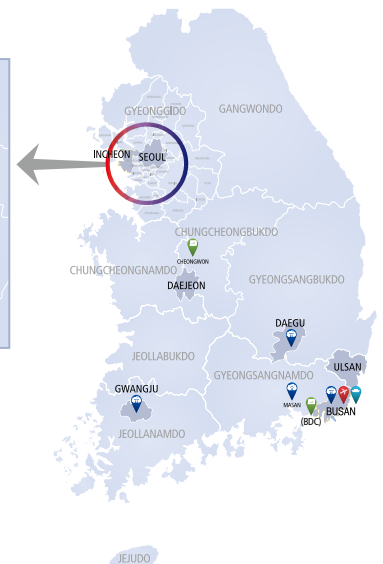 GYEONGGIDO
GANGWONDO
INCHEON
SEOUL
CHUNGCHEONGBUKDO
CHEONGWON
CHUNGCHEONGNAMDO
DAEJEON
GYEONGSANGBUKDO
DAEGU
JEOLLABUKDO
ULSAN
GYEONGSANGNAMDO
GWANGJU
MASAN
BUSAN
(BDC)
JEOLLANAMDO
JEJUDO